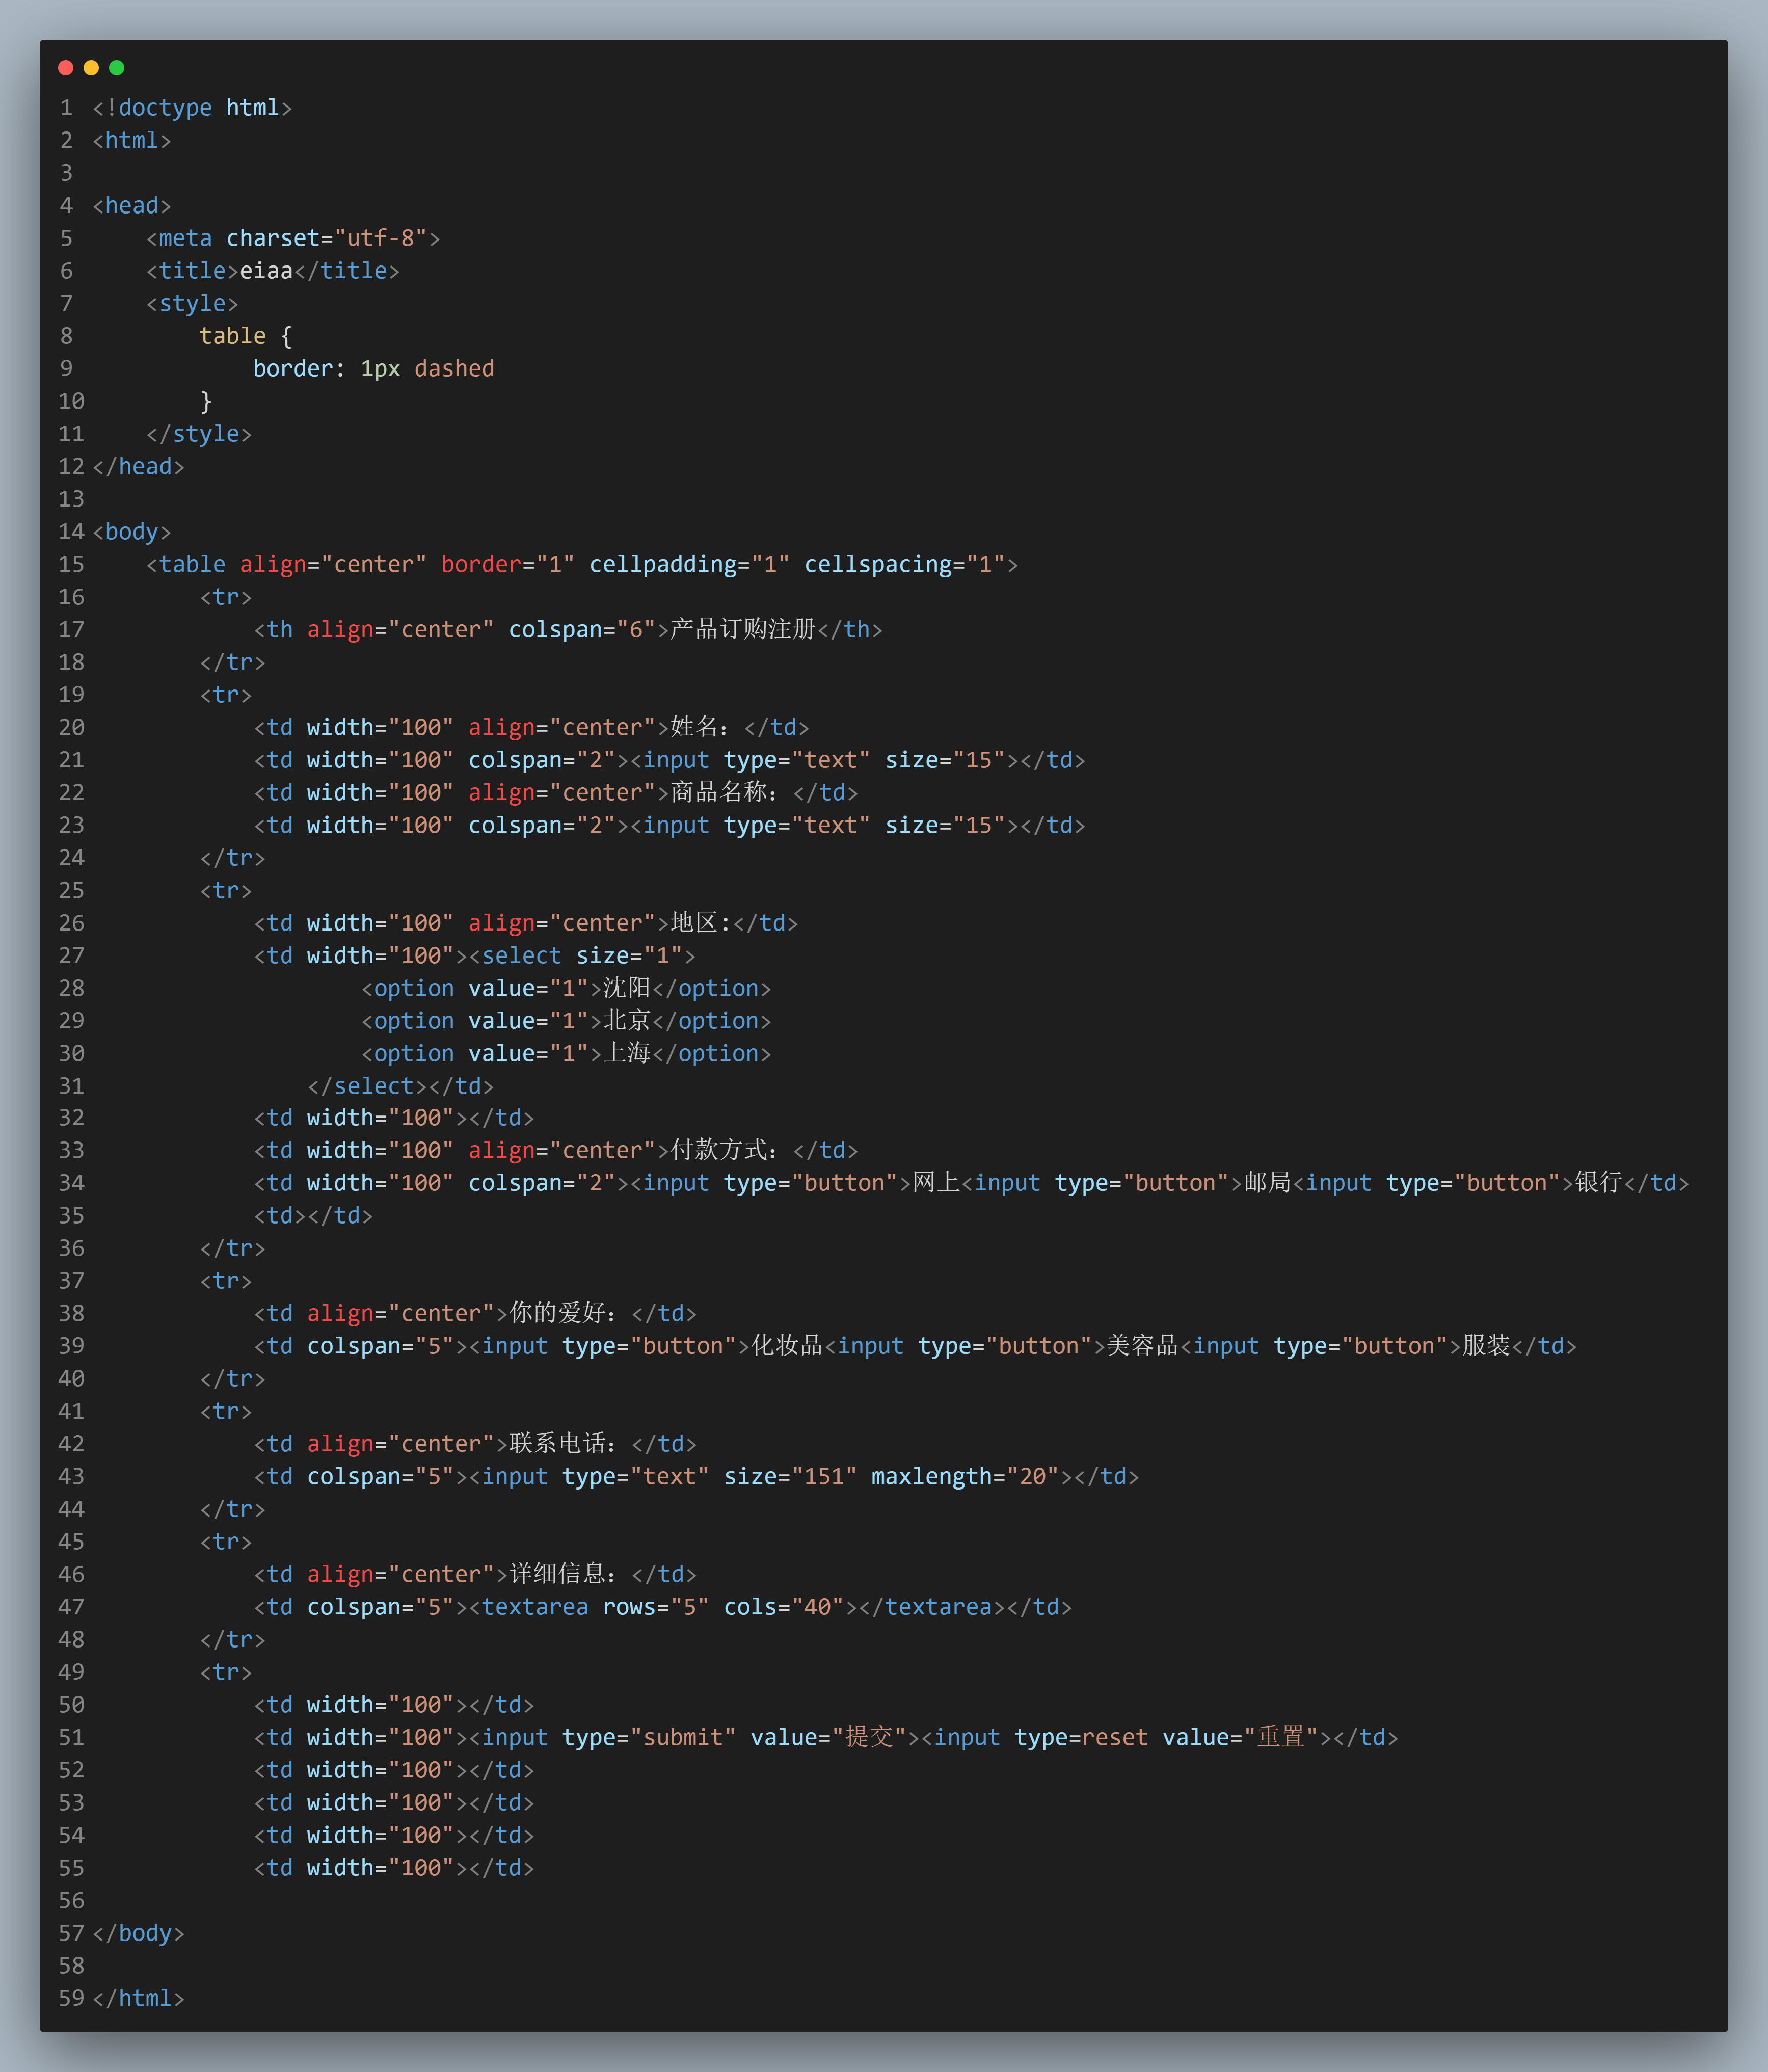 1 <!doctype html>
2 <html>
3
4 <head>
5     <meta charset="utf-8">
6     <title>eiaa</title>
7     <style>
8         table {
9             border: 1px dashed
10         }
11     </style>
12 </head>
13
14 <body>
15     <table align="center" border="1" cellpadding="1" cellspacing="1">
16         <tr>
17             <th align="center" colspan="6">产品订购注册</th>
18         </tr>
19         <tr>
20             <td width="100" align="center">姓名：</td>
21             <td width="100" colspan="2"><input type="text" size="15"></td>
22             <td width="100" align="center">商品名称：</td>
23             <td width="100" colspan="2"><input type="text" size="15"></td>
24         </tr>
25         <tr>
26             <td width="100" align="center">地区:</td>
27             <td width="100"><select size="1">
28                     <option value="1">沈阳</option>
29                     <option value="1">北京</option>
30                     <option value="1">上海</option>
31                 </select></td>
32             <td width="100"></td>
33             <td width="100" align="center">付款方式：</td>
34             <td width="100" colspan="2"><input type="button">网上<input type="button">邮局<input type="button">银行</td>
35             <td></td>
36         </tr>
37         <tr>
38             <td align="center">你的爱好：</td>
39             <td colspan="5"><input type="button">化妆品<input type="button">美容品<input type="button">服装</td>
40         </tr>
41         <tr>
42             <td align="center">联系电话：</td>
43             <td colspan="5"><input type="text" size="151" maxlength="20"></td>
44         </tr>
45         <tr>
46             <td align="center">详细信息：</td>
47             <td colspan="5"><textarea rows="5" cols="40"></textarea></td>
48         </tr>
49         <tr>
50             <td width="100"></td>
51             <td width="100"><input type="submit" value="提交"><input type=reset value="重置"></td>
52             <td width="100"></td>
53             <td width="100"></td>
54             <td width="100"></td>
55             <td width="100"></td>
56
57 </body>
58
59 </html>